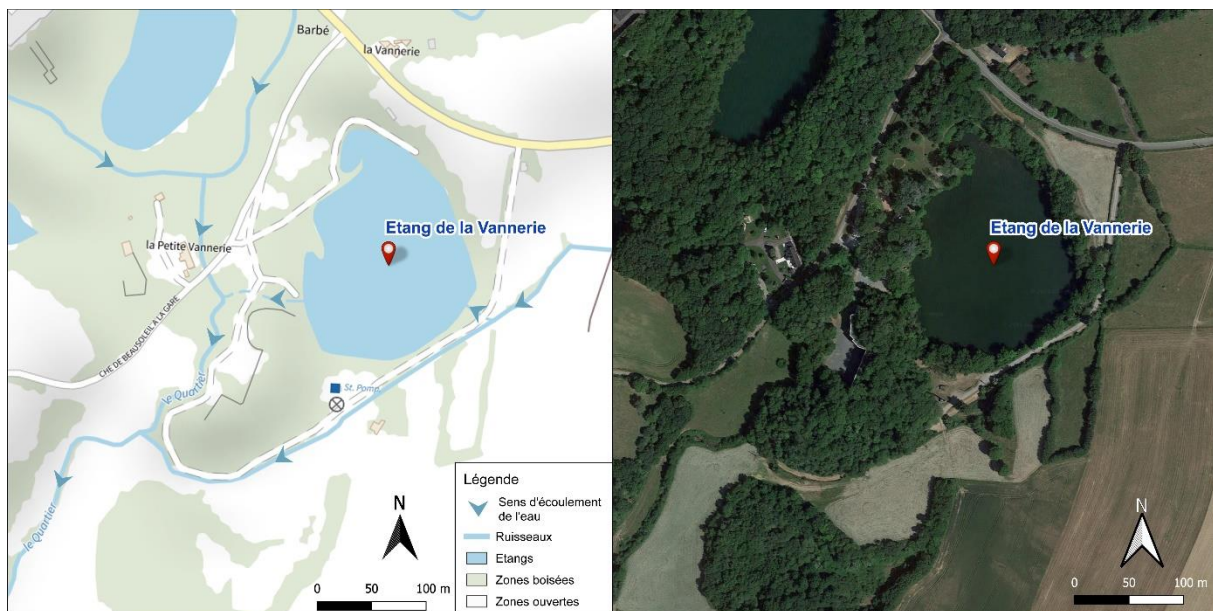 Barbé
la Vannerie
Etang de la Vannerie
la Petite Vannerie
CHE DE BEAUSOLEIL A LA GARE
le Quartier
St. Pomp.
le Quartier
Légende
Sens d'écoulement
de l'eau
Ruisseaux
Etangs
Zones boisées
Zones ouvertes
N
0 50 100 m
Etang de la Vannerie
N
0 50 100 m